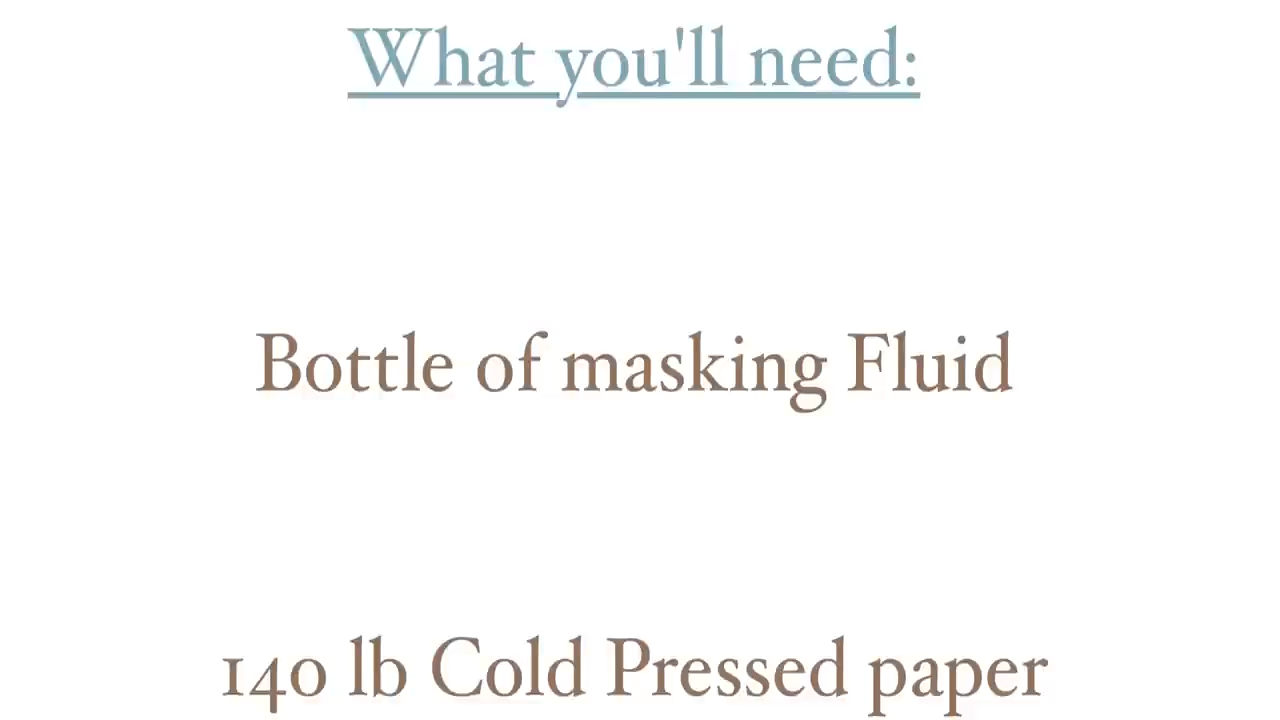 What you'll need:
Bottle of masking Fluid
140 lb Cold Pressed paper